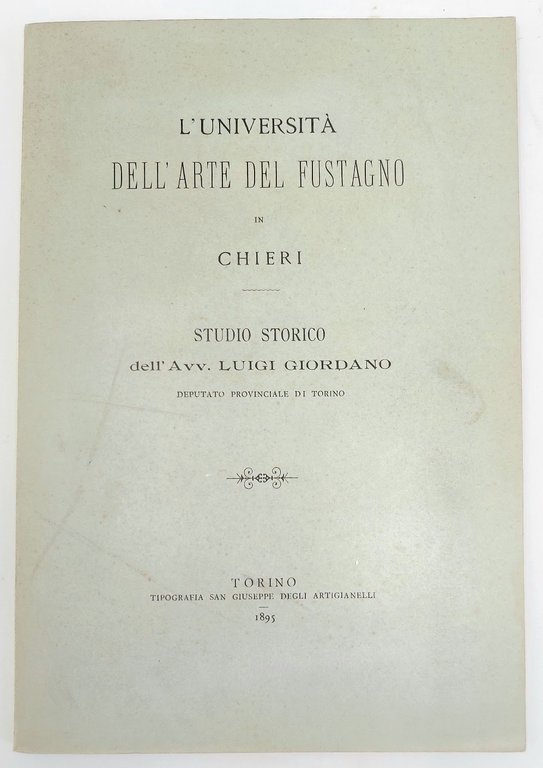 L'UNIVERSITÀ
DELL'ARTE DEL FUSTAGNO
IN
CHIERI
STUDIO STORICO
dell'Avv. LUIGI GIORDANO
DEPUTATO PROVINCIALE DI TORINO
TORINO
TIPOGRAFIA SAN GIUSEPPE DEGLI ARTIGIANELLI
1895